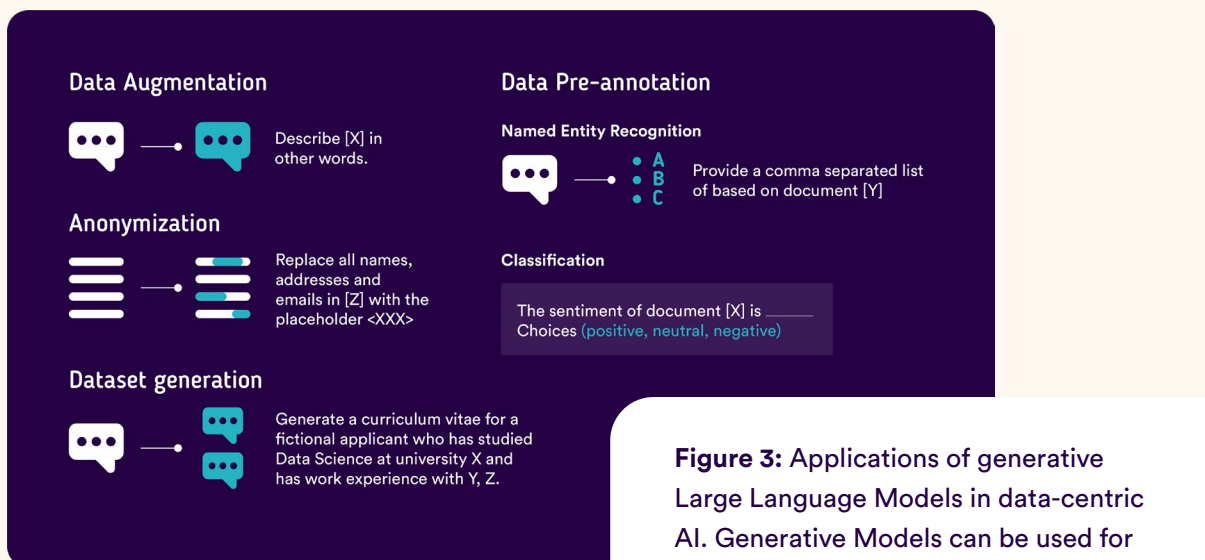 Data Augmentation
Describe [X] in
other words.
Anonymization
Replace all names,
addresses and
emails in [Z] with the
placeholder <XXX>
Dataset generation
Generate a curriculum vitae for a
fictional applicant who has studied
Data Science at university X and
has work experience with Y, Z.
Data Pre-annotation
Named Entity Recognition
A
B
C
Provide a comma separated list
of based on document [Y]
Classification
The sentiment of document [X] is ______
Choices (positive, neutral, negative)
Figure 3: Applications of generative
Large Language Models in data-centric
AI. Generative Models can be used for